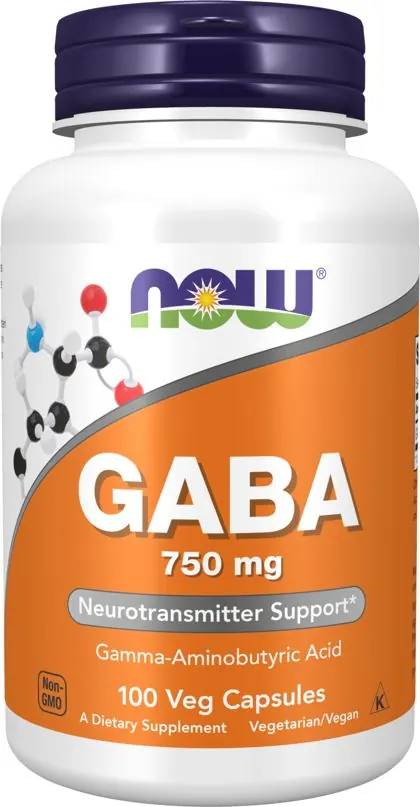 now®
GABA
750 mg
Neurotransmitter Support*
Gamma-Aminobutyric Acid
Non-
GMO
100 Veg Capsules
A Dietary Supplement Vegetarian/Vegan
K